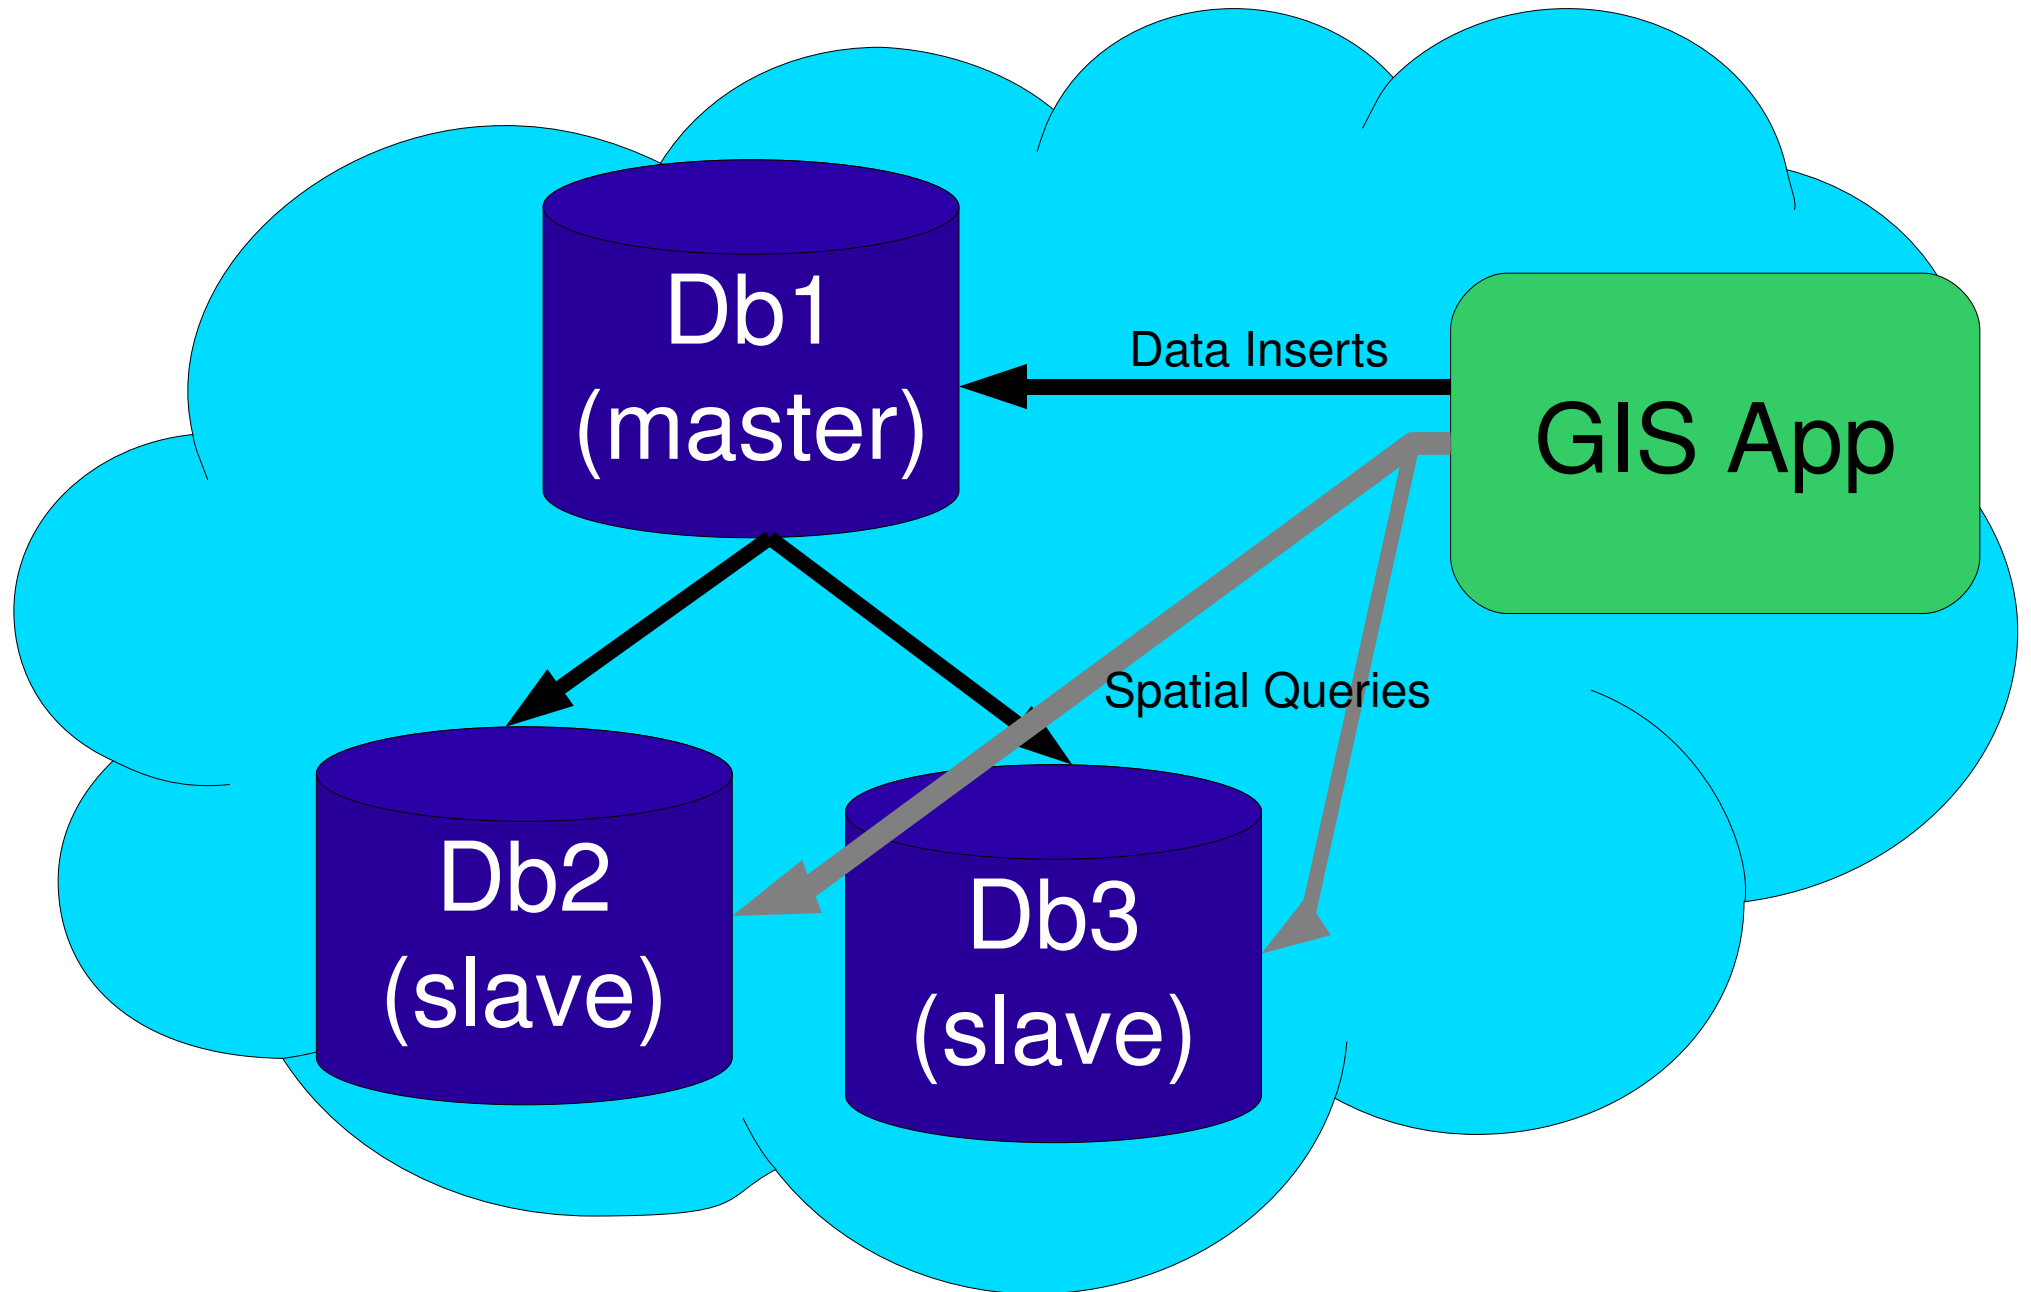 Db1
(master)
Data Inserts
GIS App
Spatial Queries
Db2
(slave)
Db3
(slave)